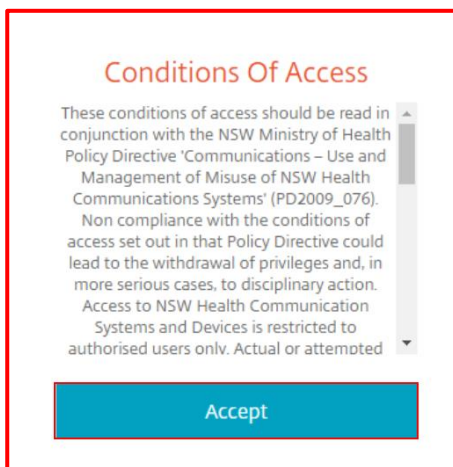 Conditions Of Access
These conditions of access should be read in
conjunction with the NSW Ministry of Health
Policy Directive 'Communications – Use and
Management of Misuse of NSW Health
Communications Systems' (PD2009_076).
Non compliance with the conditions of
access set out in that Policy Directive could
lead to the withdrawal of privileges and, in
more serious cases, to disciplinary action.
Access to NSW Health Communication
Systems and Devices is restricted to
authorised users only. Actual or attempted
Accept